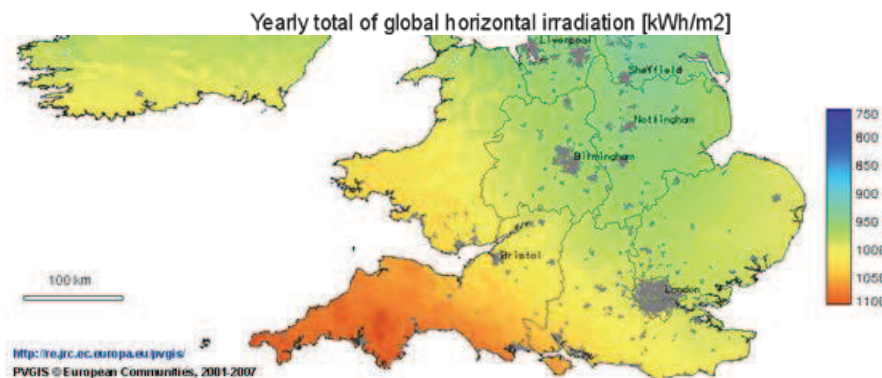 Yearly total of global horizontal irradiation [kWh/m2]
Liverpool
Sheffield
Nottingham
Birmingham
Bristol
London
750
800
850
900
950
1000
1050
1100
100 km
http://re.jrc.ec.europa.eu/pvgis/
PVGIS © European Communities, 2001-2007